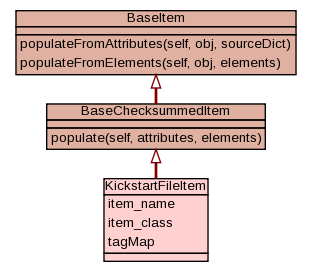 BaseItem
populateFromAttributes(self, obj, sourceDict)
populateFromElements(self, obj, elements)
BaseChecksummedItem
populate(self, attributes, elements)
KickstartFileItem
item_name
item_class
tagMap